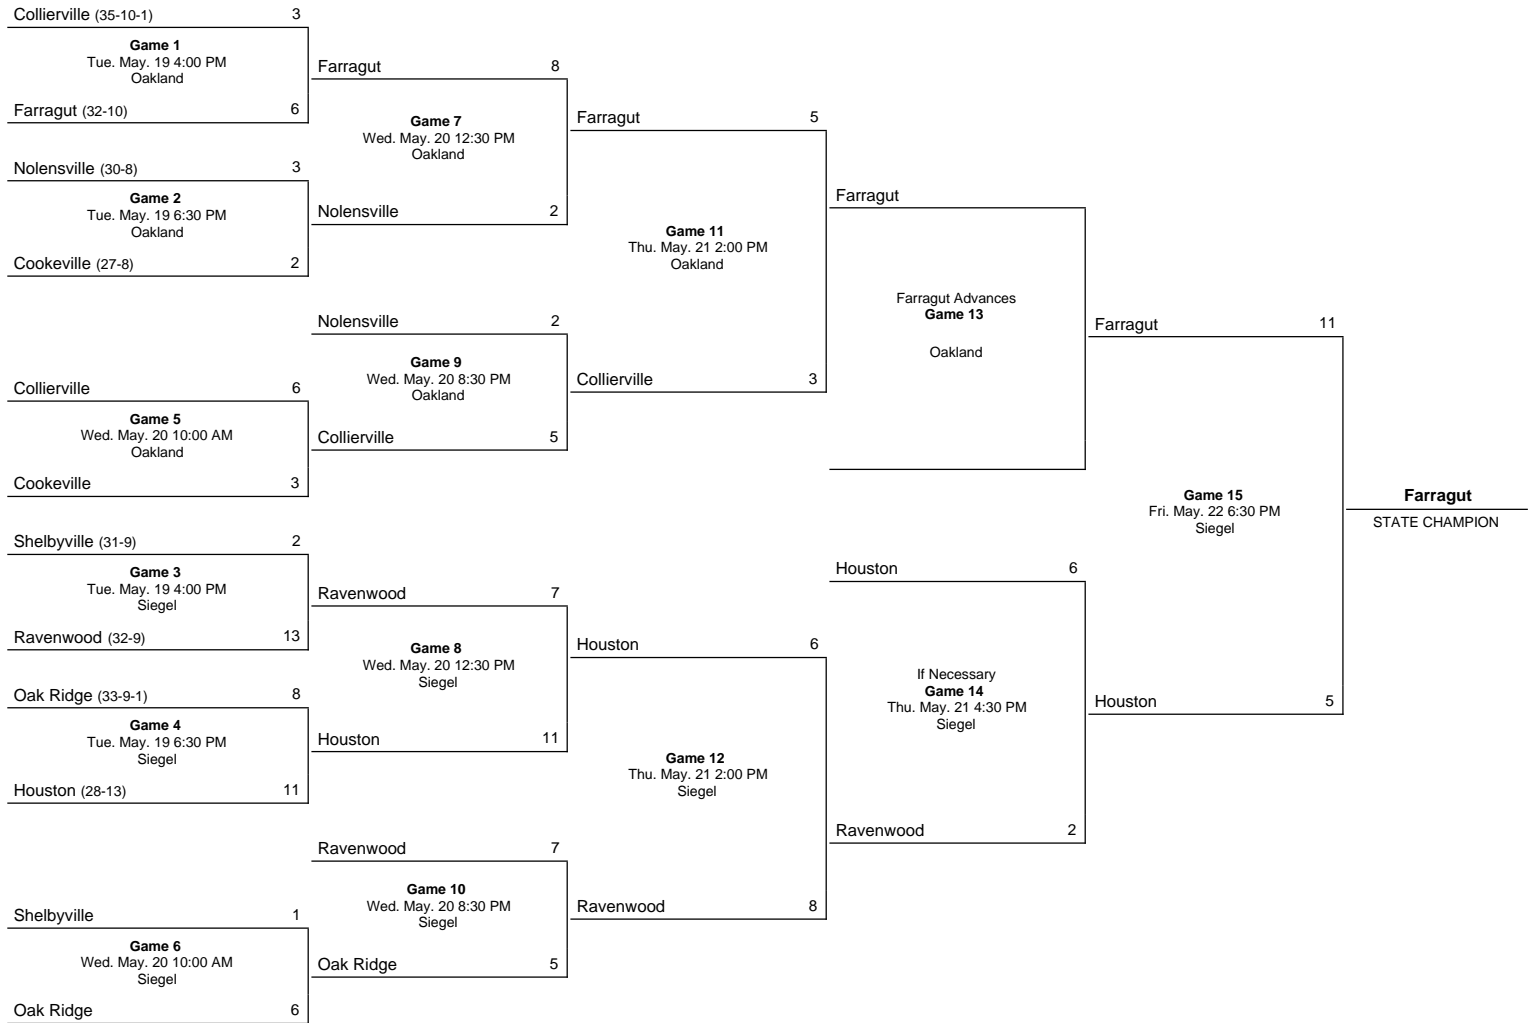 Collierville (35-10-1) 3
Game 1
Tue. May. 19 4:00 PM
Oakland
Farragut (32-10) 6
Nolensville (30-8) 3
Game 2
Tue. May. 19 6:30 PM
Oakland
Cookeville (27-8) 2
Collierville 6
Game 5
Wed. May. 20 10:00 AM
Oakland
Cookeville 3
Shelbyville (31-9) 2
Game 3
Tue. May. 19 4:00 PM
Siegel
Ravenwood (32-9) 13
Oak Ridge (33-9-1) 8
Game 4
Tue. May. 19 6:30 PM
Siegel
Houston (28-13) 11
Shelbyville 1
Game 6
Wed. May. 20 10:00 AM
Siegel
Oak Ridge 6
Farragut 8
Game 7
Wed. May. 20 12:30 PM
Oakland
Nolensville 2
Nolensville 2
Game 9
Wed. May. 20 8:30 PM
Oakland
Collierville 5
Ravenwood 7
Game 8
Wed. May. 20 12:30 PM
Siegel
Houston 11
Ravenwood 7
Game 10
Wed. May. 20 8:30 PM
Siegel
Oak Ridge 5
Farragut 5
Game 11
Thu. May. 21 2:00 PM
Oakland
Collierville 3
Houston 6
Game 12
Thu. May. 21 2:00 PM
Siegel
Ravenwood 8
Farragut
Farragut Advances
Game 13
Oakland
Houston 6
If Necessary
Game 14
Thu. May. 21 4:30 PM
Siegel
Ravenwood 2
Farragut 11
Game 15
Fri. May. 22 6:30 PM
Siegel
Houston 5
Farragut
STATE CHAMPION